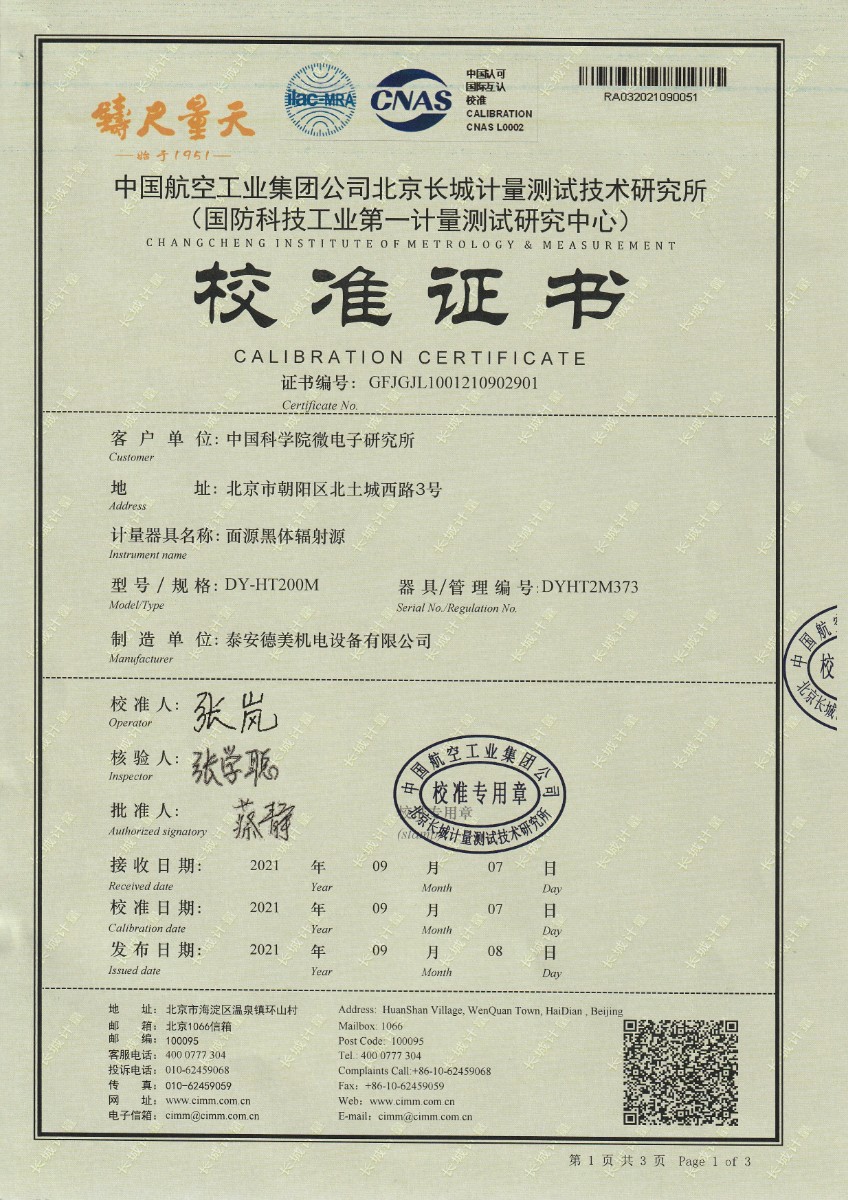 鑄尺量天
始于1951
ilac-MRA
CNAS
中国认可
国际互认
校准
CALIBRATION
CNAS L0002
RA032021090051
中国航空工业集团公司北京长城计量测试技术研究所
（国防科技工业第一计量测试研究中心）
CHANGCHENG INSTITUTE OF METROLOGY & MEASUREMENT
校准证书
CALIBRATION CERTIFICATE
证书编号: GFJGJL1001210902901
Certificate No.
客户单位: 中国科学院微电子研究所
Customer
地址: 北京市朝阳区北土城西路3号
Address
计量器具名称: 面源黑体辐射源
Instrument name
型号/规格: DY-HT200M 器具/管理编号: DYHT2M373
Model/Type Serial No./Regulation No.
制造单位: 泰安德美机电设备有限公司
Manufacturer
校准人: 张岚
Operator
核验人: 张学聪
Inspector
批准人: 蔡静
Authorized signatory
中国航空工业集团公司
校准专用章
北京长城计量测试技术研究所
接收日期: 2021 年 09 月 07 日
Received date Year Month Day
校准日期: 2021 年 09 月 07 日
Calibration date Year Month Day
发布日期: 2021 年 09 月 08 日
Issued date Year Month Day
地址: 北京市海淀区温泉镇环山村 Address: HuanShan Village, WenQuan Town, HaiDian , Beijing
邮箱: 北京1066信箱 Mailbox: 1066
邮编: 100095 Post Code: 100095
客服电话: 400 0777 304 Tel. 400 0777 304
投诉电话: 010-62459068 Complaints Call:+86-10-62459068
传真: 010-62459059 Fax: +86-10-62459059
网址: www.cimm.com.cn Web: www.cimm.com.cn
电子信箱: cimm@cimm.com.cn E-mail: cimm@cimm.com.cn
第 1 页 共 3 页 Page 1 of 3